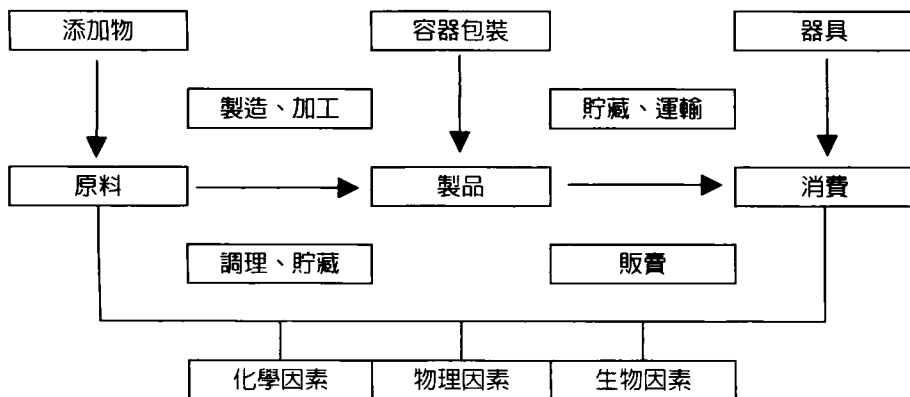 添加物
容器包裝
器具
製造、加工
貯藏、運輸
原料
製品
消費
調理、貯藏
販賣
化學因素
物理因素
生物因素